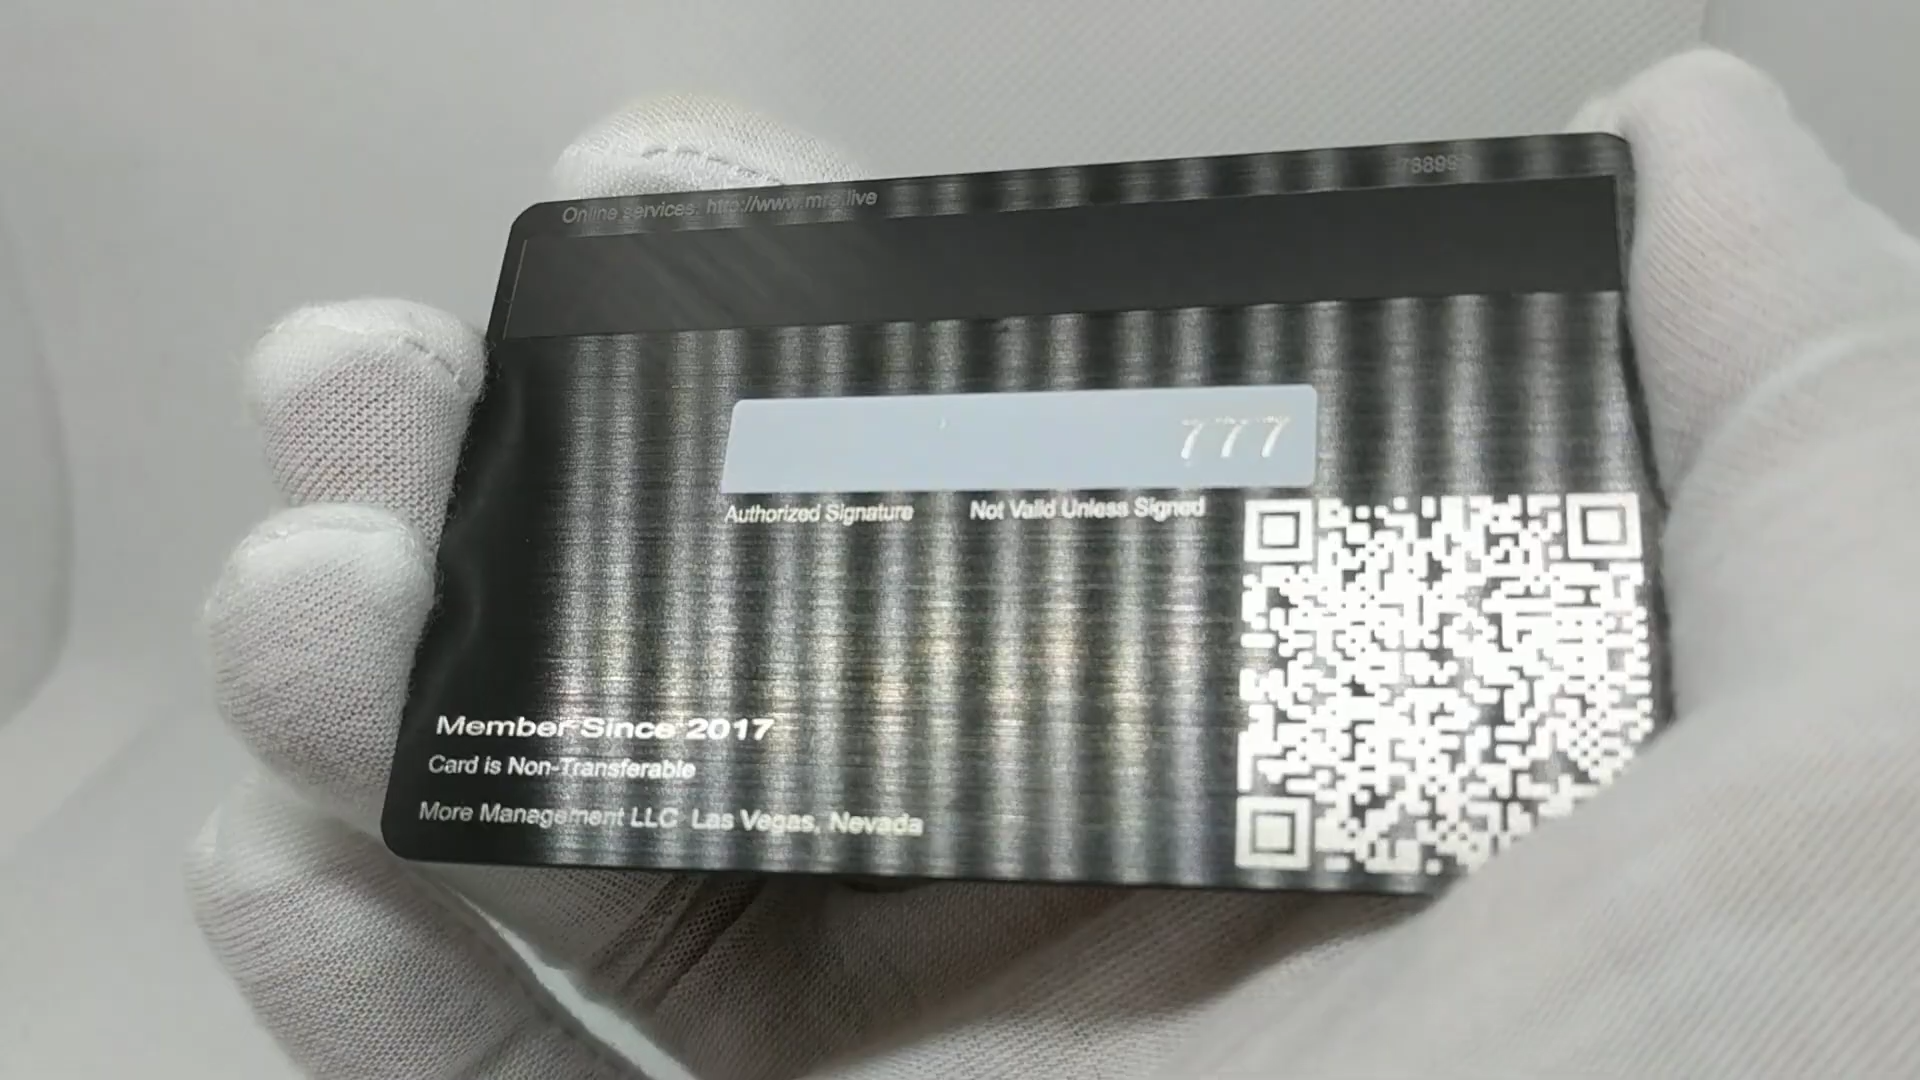 Online services: http://www.mre.live
78899
777
Authorized Signature Not Valid Unless Signed
Member Since 2017
Card is Non-Transferable
More Management LLC Las Vegas, Nevada